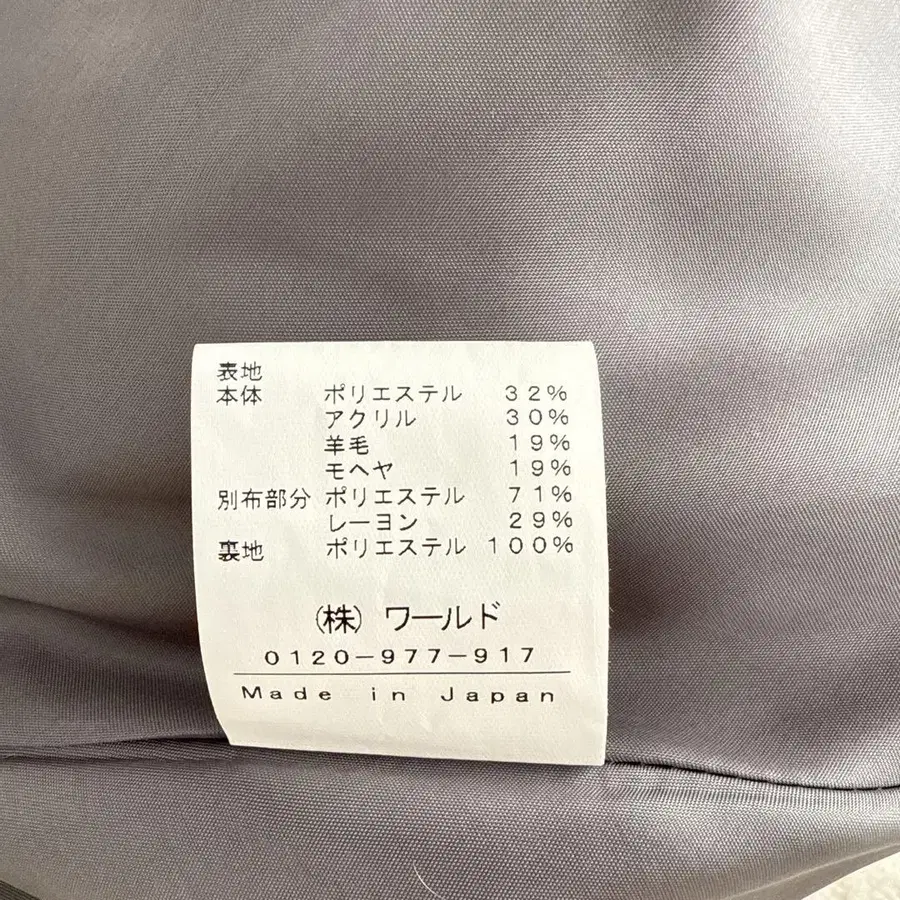 表地
本体 ポリエステル 32%
アクリル 30%
羊毛 19%
モヘヤ 19%
別布部分 ポリエステル 71%
レーヨン 29%
裏地 ポリエステル 100%
(株) ワールド
0120-977-917
Made in Japan